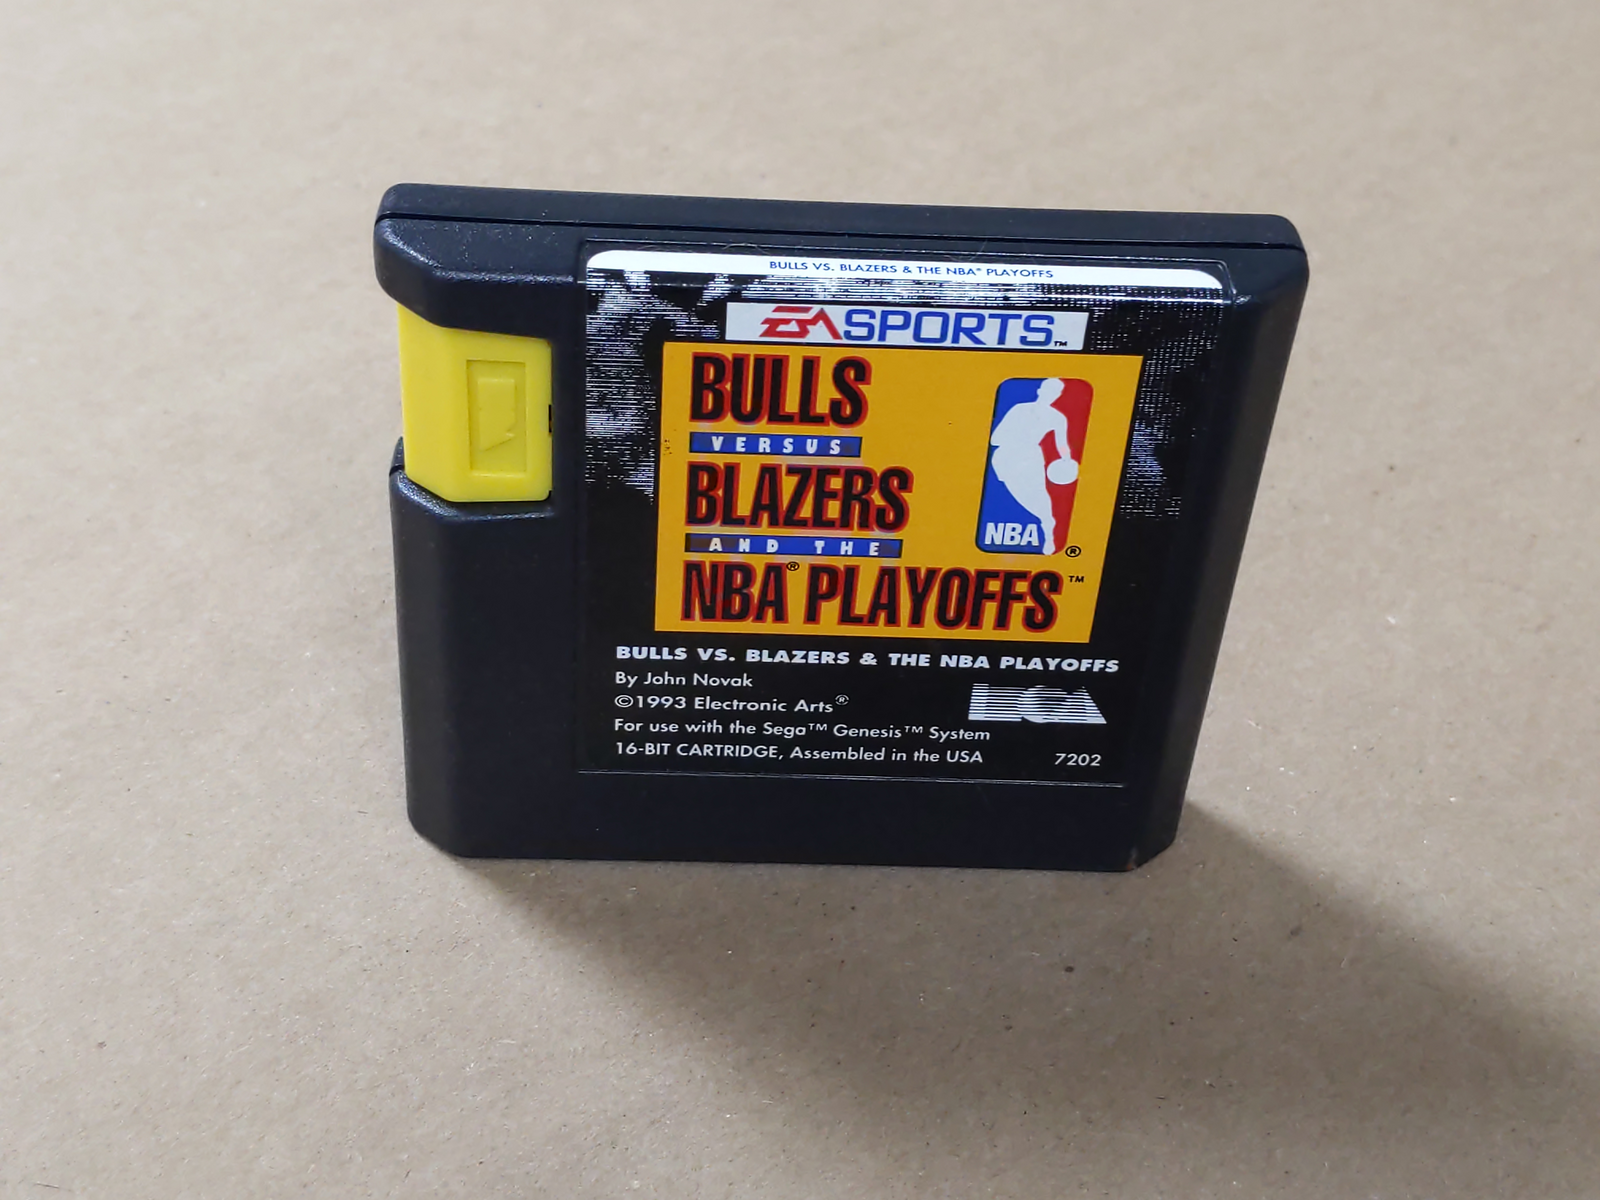 BULLS VS. BLAZERS & THE NBA® PLAYOFFS
EA SPORTS™
BULLS
VERSUS
BLAZERS
AND THE
NBA® PLAYOFFS™
NBA®
BULLS VS. BLAZERS & THE NBA PLAYOFFS
By John Novak
©1993 Electronic Arts®
For use with the Sega™ Genesis™ System
16-BIT CARTRIDGE, Assembled in the USA
7202